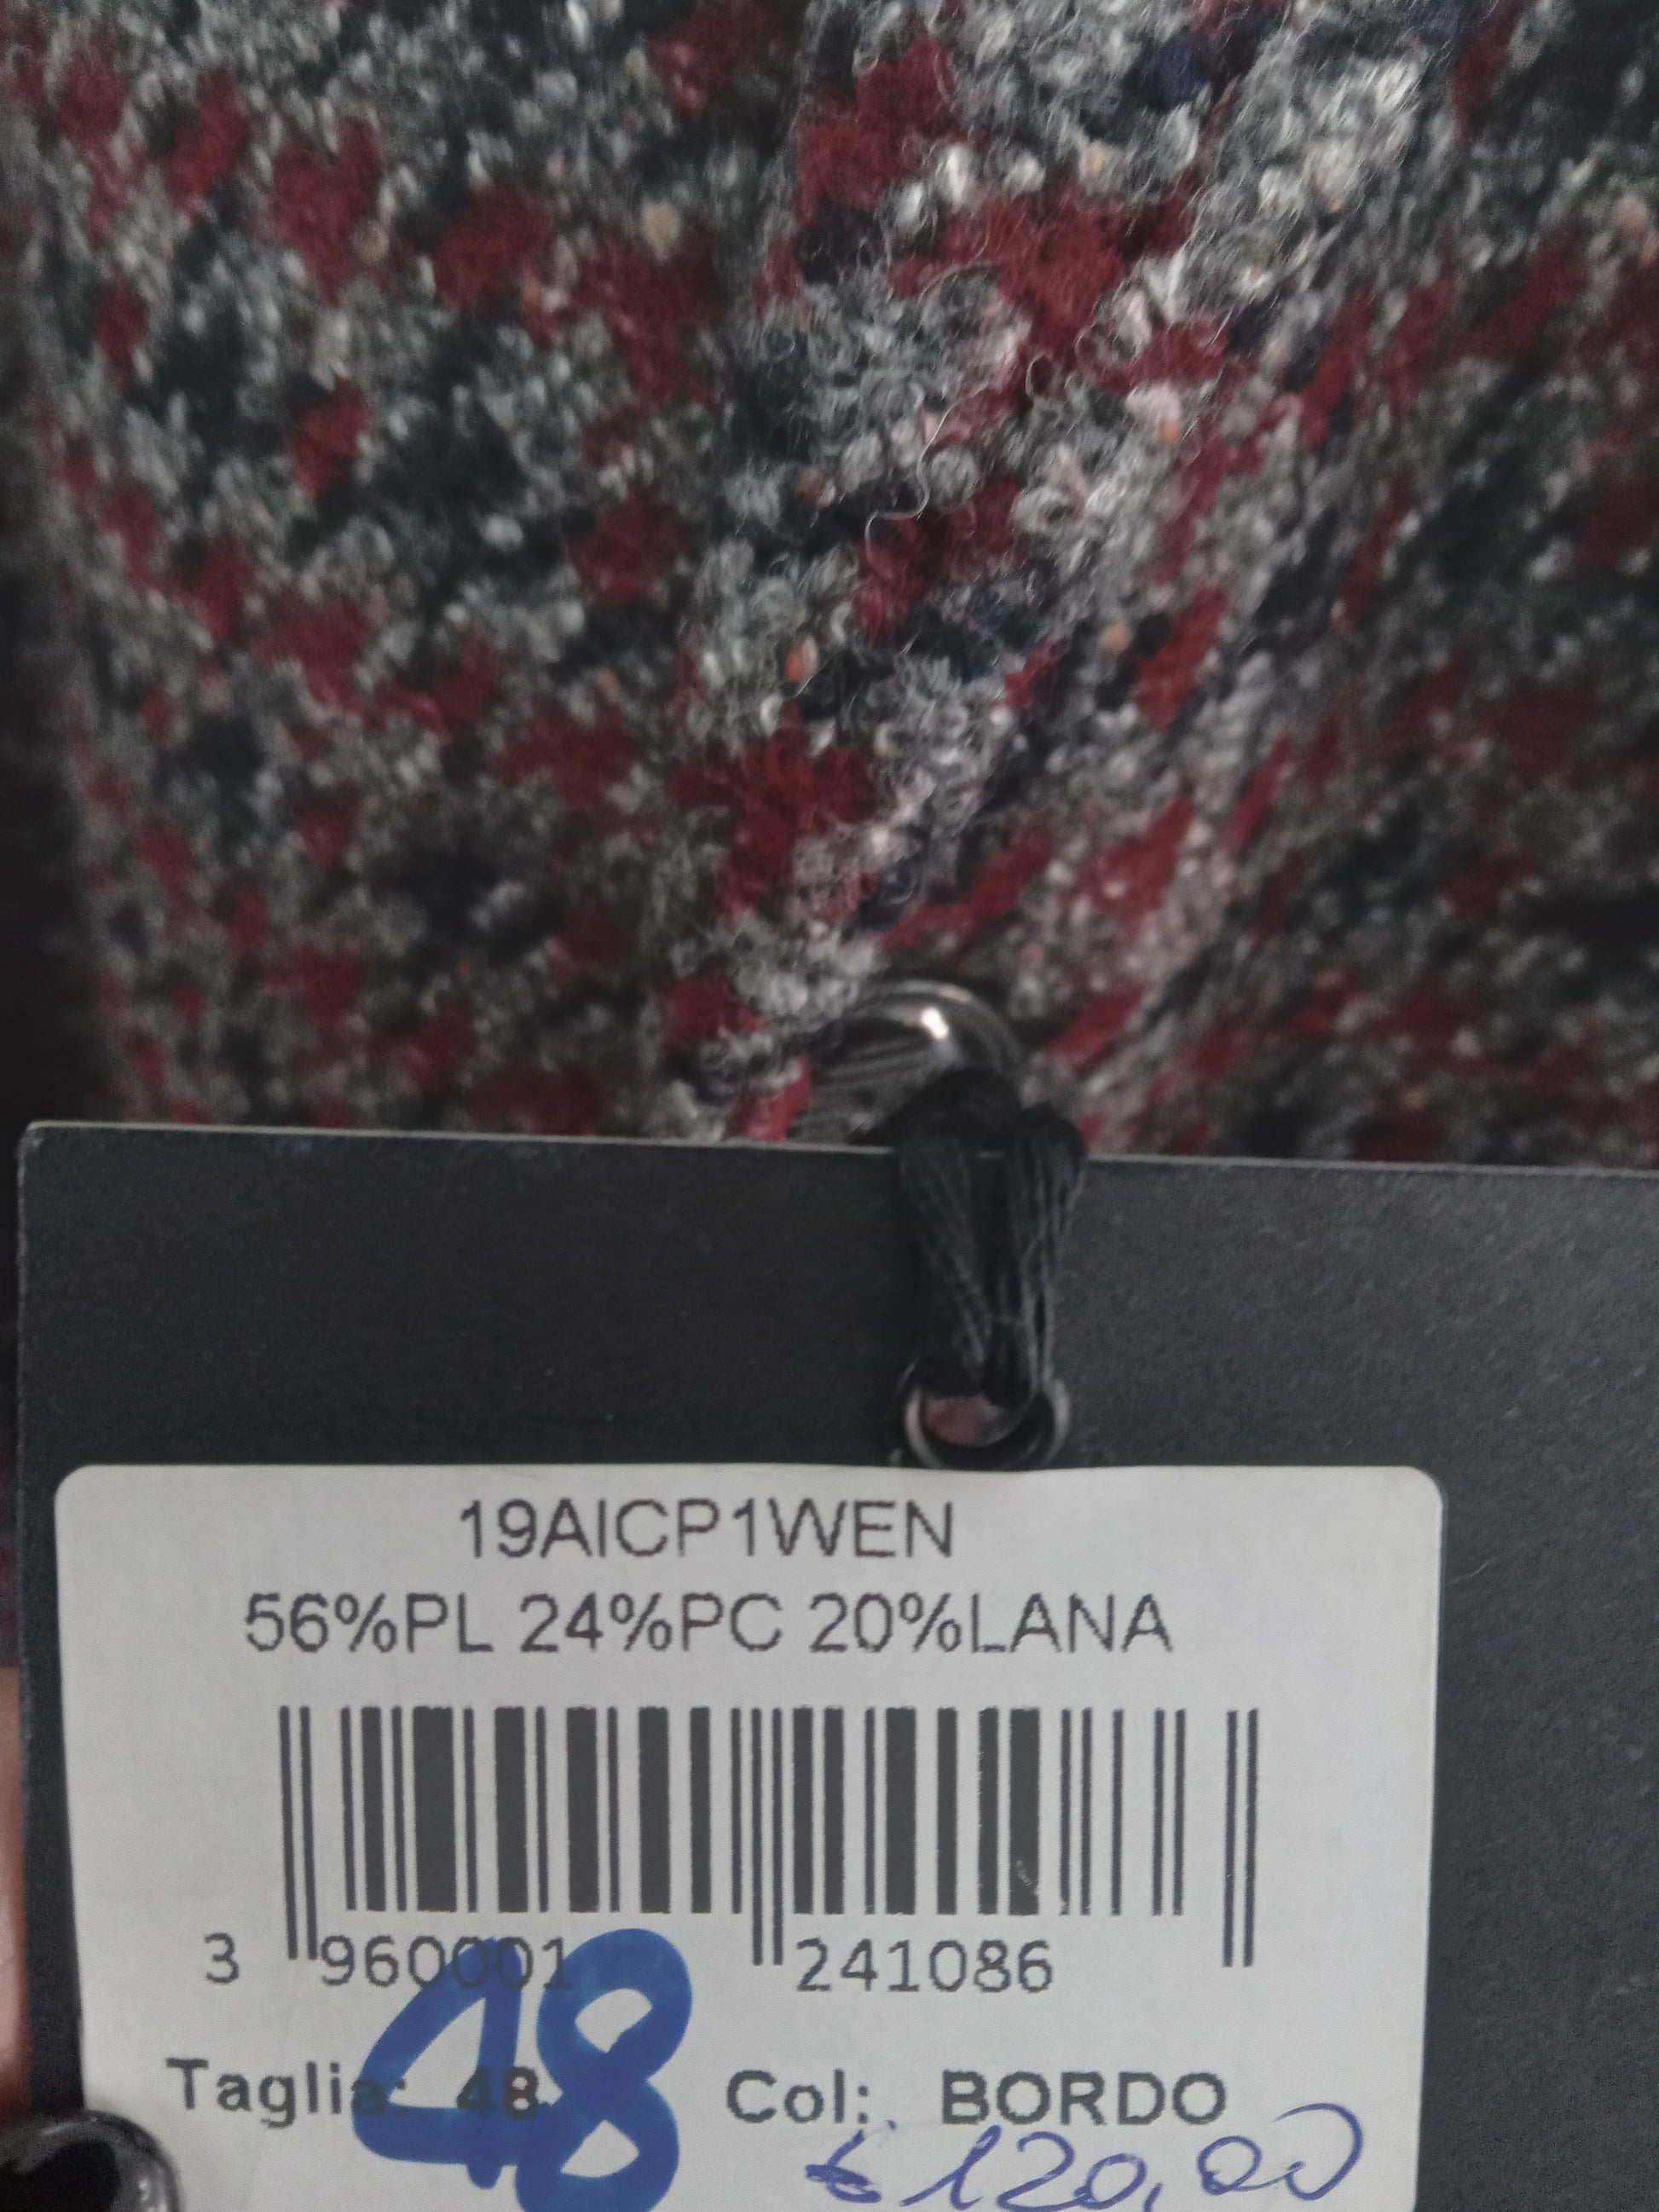 19AICP1WEN
56%PL 24%PC 20%LANA
3 960001 241086
48
Taglia: 48 Col: BORDO
€ 120,00